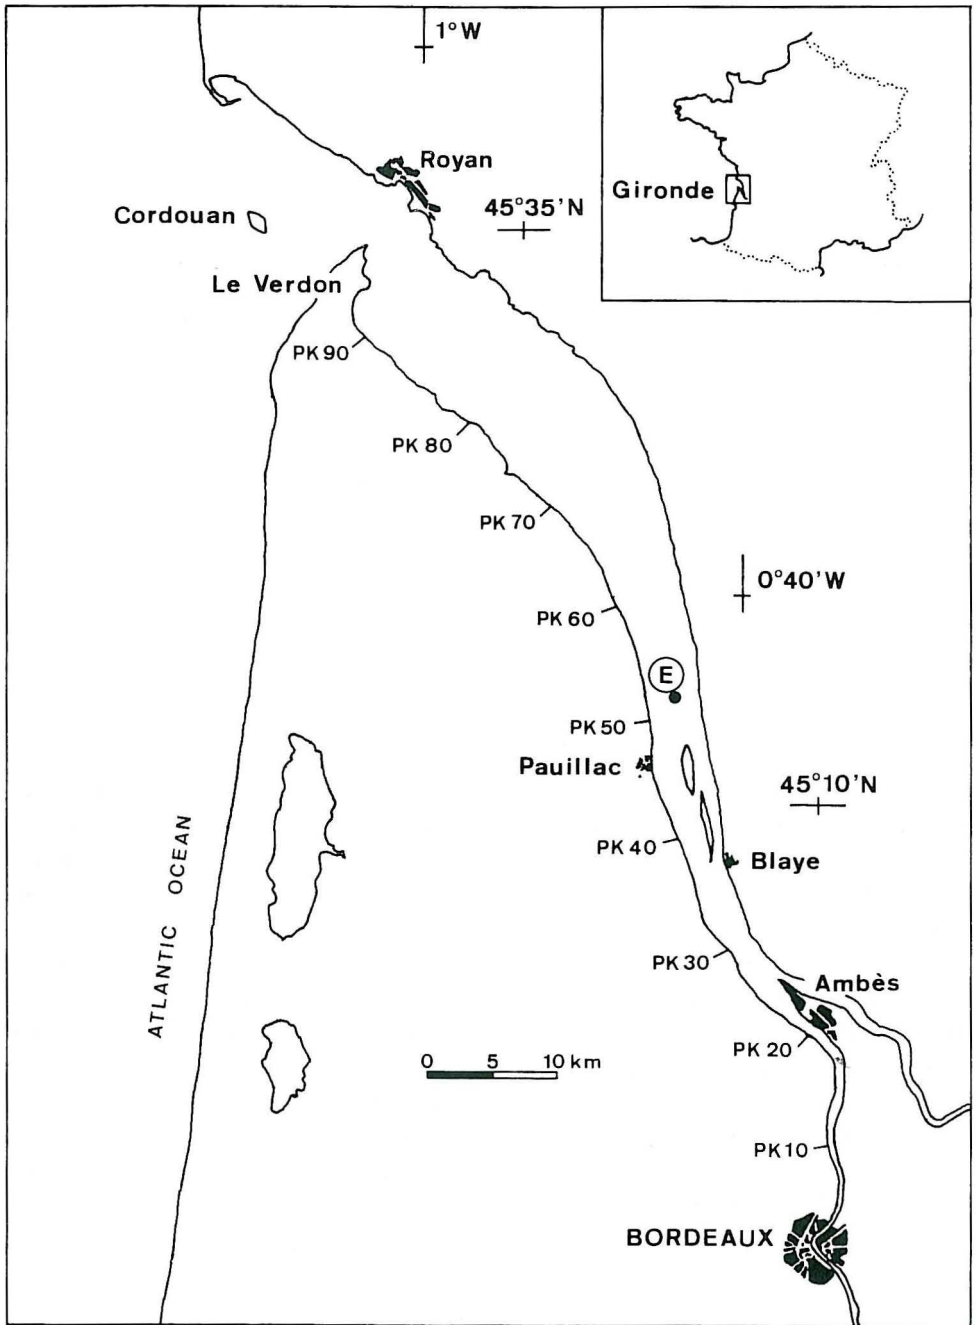 1°W
Royan
45°35'N
Gironde
Cordouan
Le Verdon
PK 90
PK 80
PK 70
0°40'W
PK 60
E
PK 50
Pauillac
45°10'N
PK 40
Blaye
ATLANTIC OCEAN
PK 30
Ambès
PK 20
0 5 10 km
PK 10
BORDEAUX